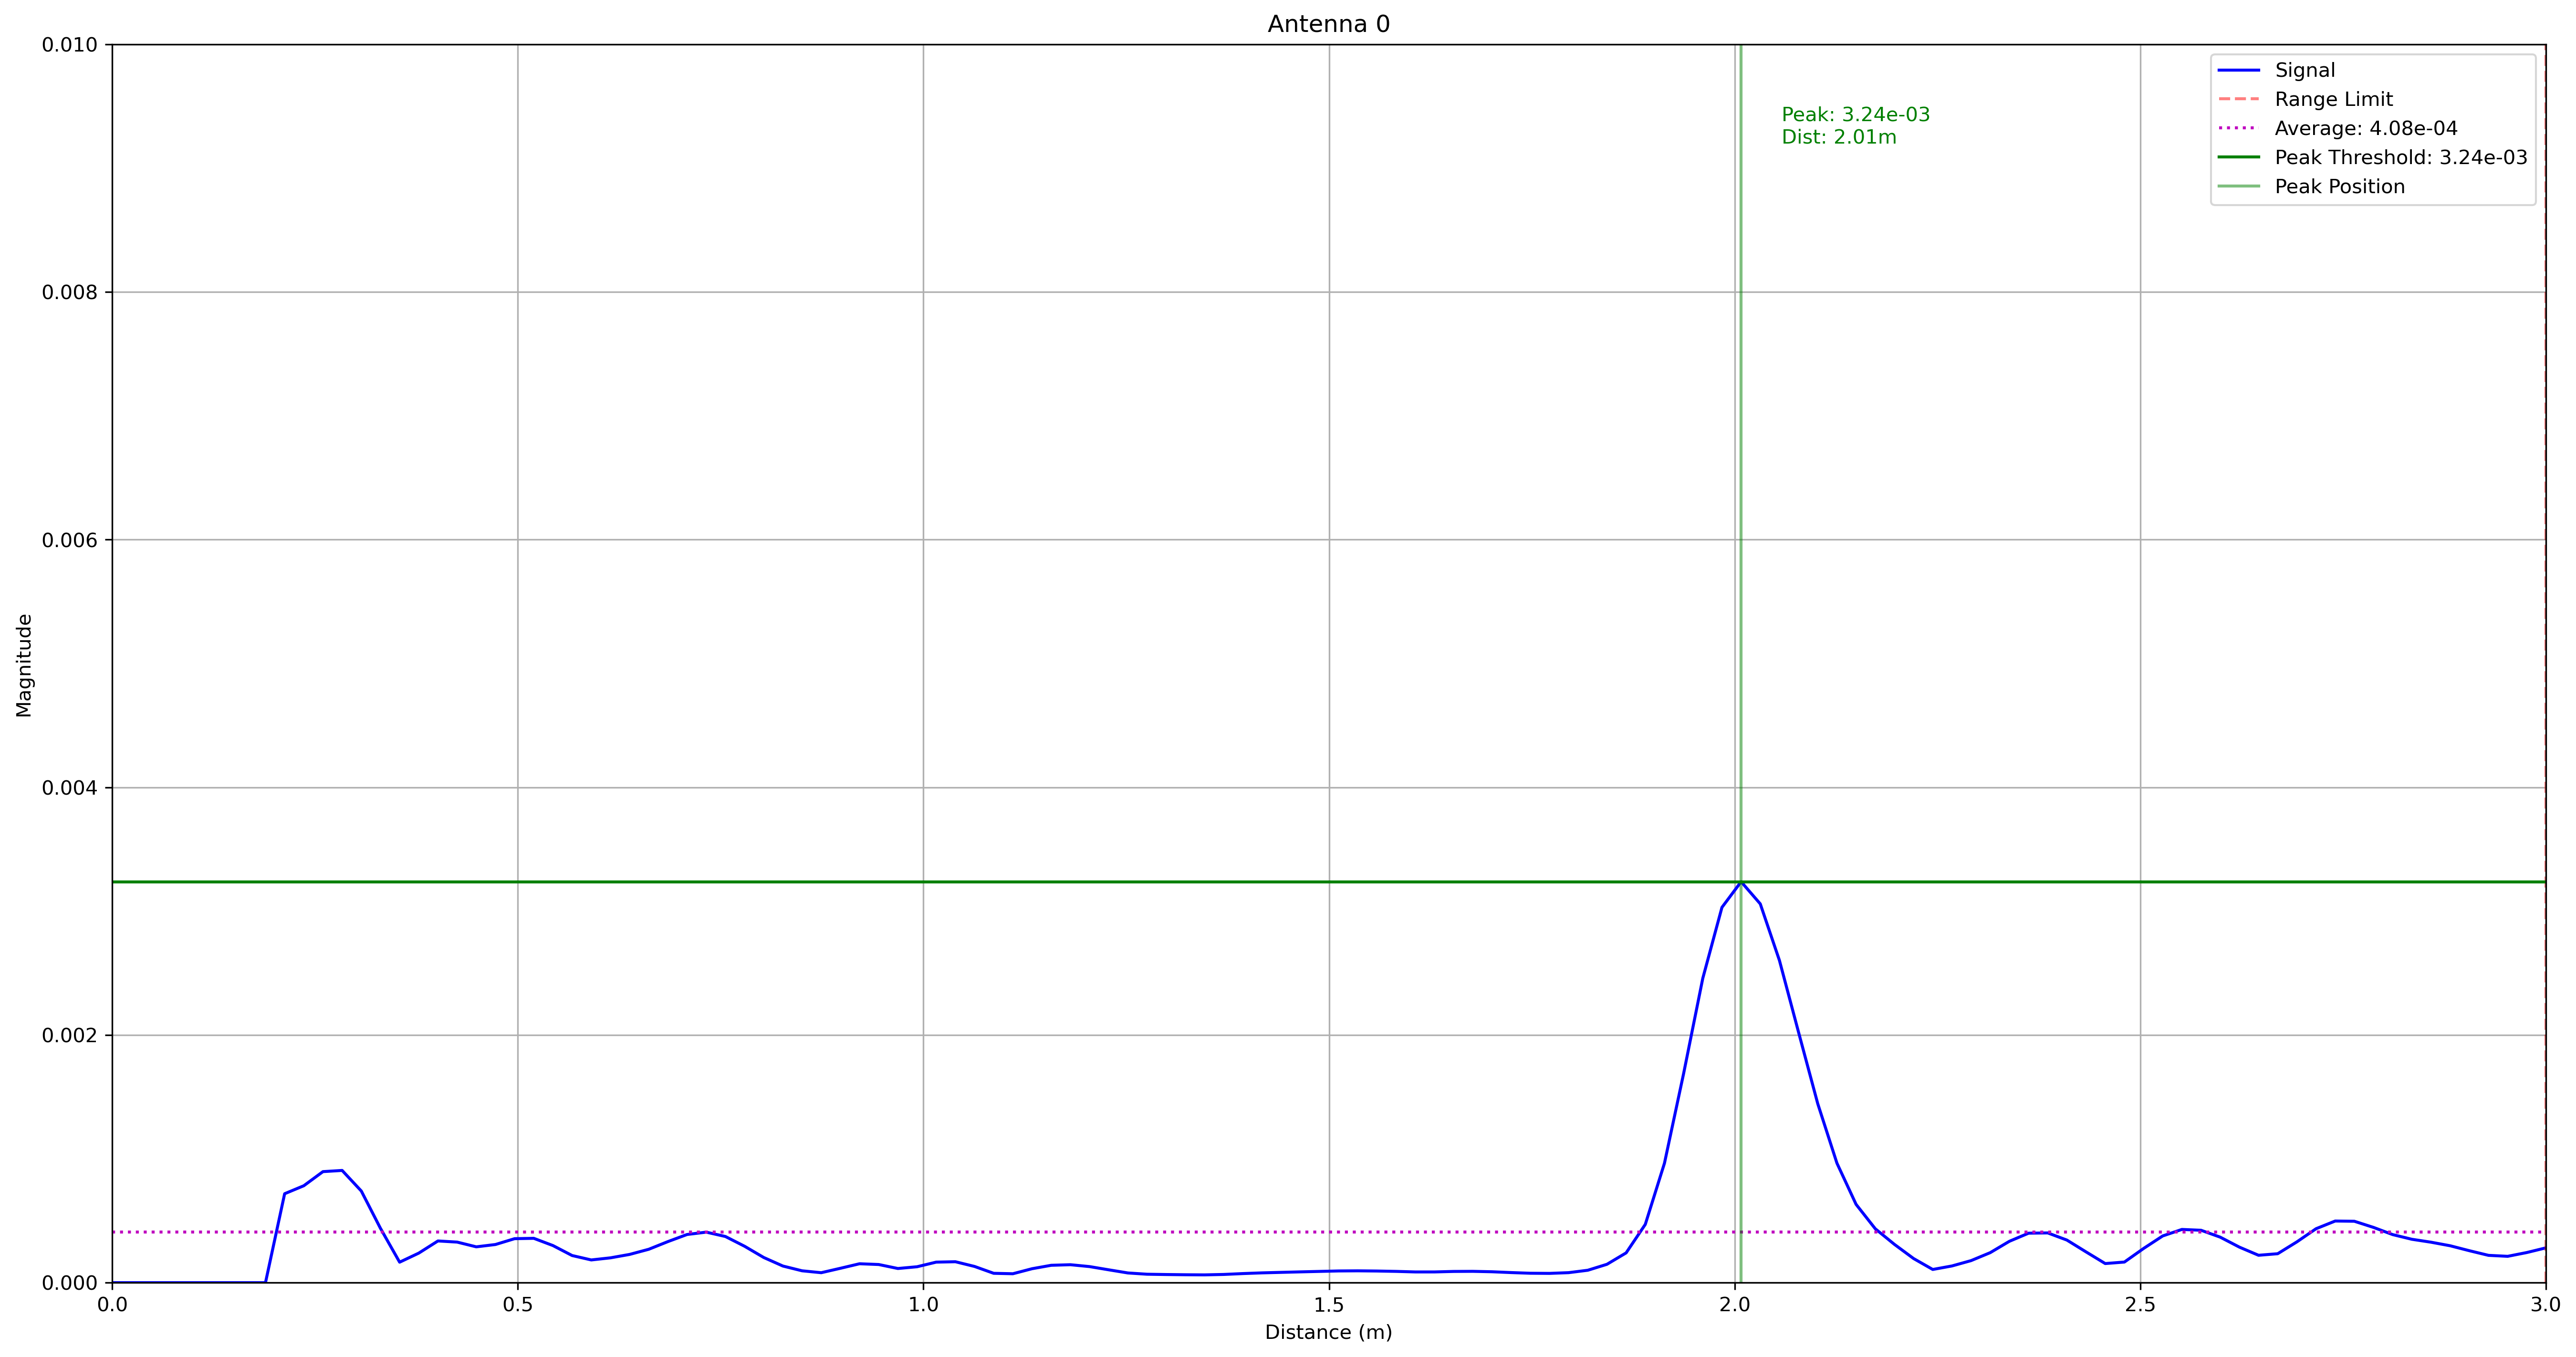 Antenna 0
0.010
0.008
0.006
0.004
0.002
0.000
Magnitude
Peak: 3.24e-03
Dist: 2.01m
Signal
Range Limit
Average: 4.08e-04
Peak Threshold: 3.24e-03
Peak Position
0.0 0.5 1.0 1.5 2.0 2.5 3.0
Distance (m)